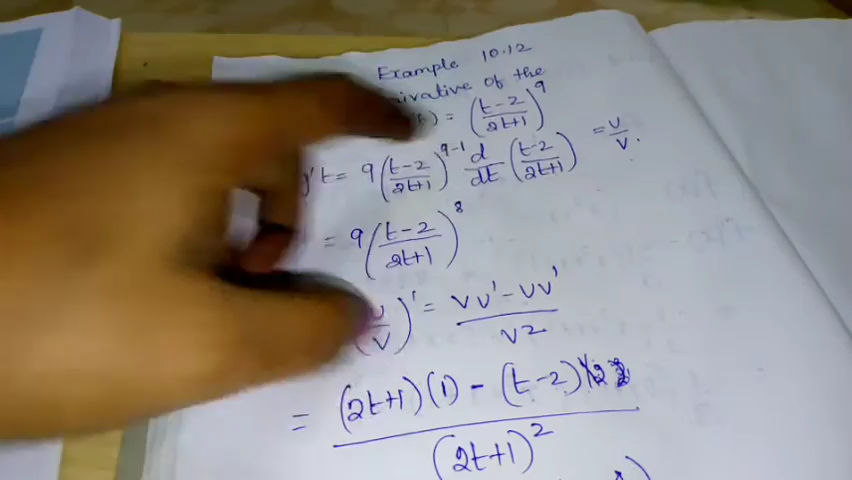 Example 10.12
of the
) = (t-2/2t+1)^9
g't = 9(t-2/2t+1)^9-1 d/dt (t-2/2t+1) = u/v.
= 9(t-2/2t+1)^8
(u/v)' = vu'-uv'/v2
= (2t+1)(1) - (t-2)/(2t+1)^2